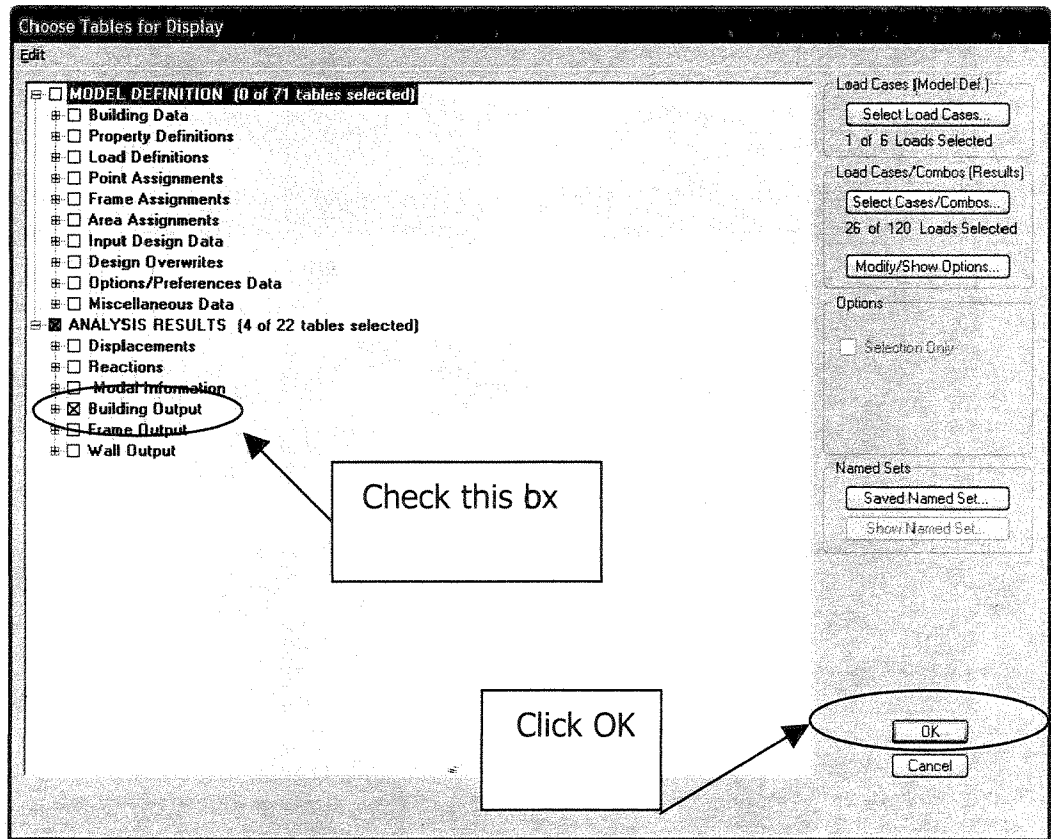 Choose Tables for Display
Edit
MODEL DEFINITION (0 of 71 tables selected)
Building Data
Property Definitions
Load Definitions
Point Assignments
Frame Assignments
Area Assignments
Input Design Data
Design Overwrites
Options/Preferences Data
Miscellaneous Data
ANALYSIS RESULTS (4 of 22 tables selected)
Displacements
Reactions
Modal Information
Building Output
Frame Output
Wall Output
Check this bx
Click OK
Load Cases (Model Def.)
Select Load Cases...
1 of 6 Loads Selected
Load Cases/Combos (Results)
Select Cases/Combos...
26 of 120 Loads Selected
Modify/Show Options...
Options
Selection Only
Named Sets
Saved Named Set...
Show Named Set...
OK
Cancel